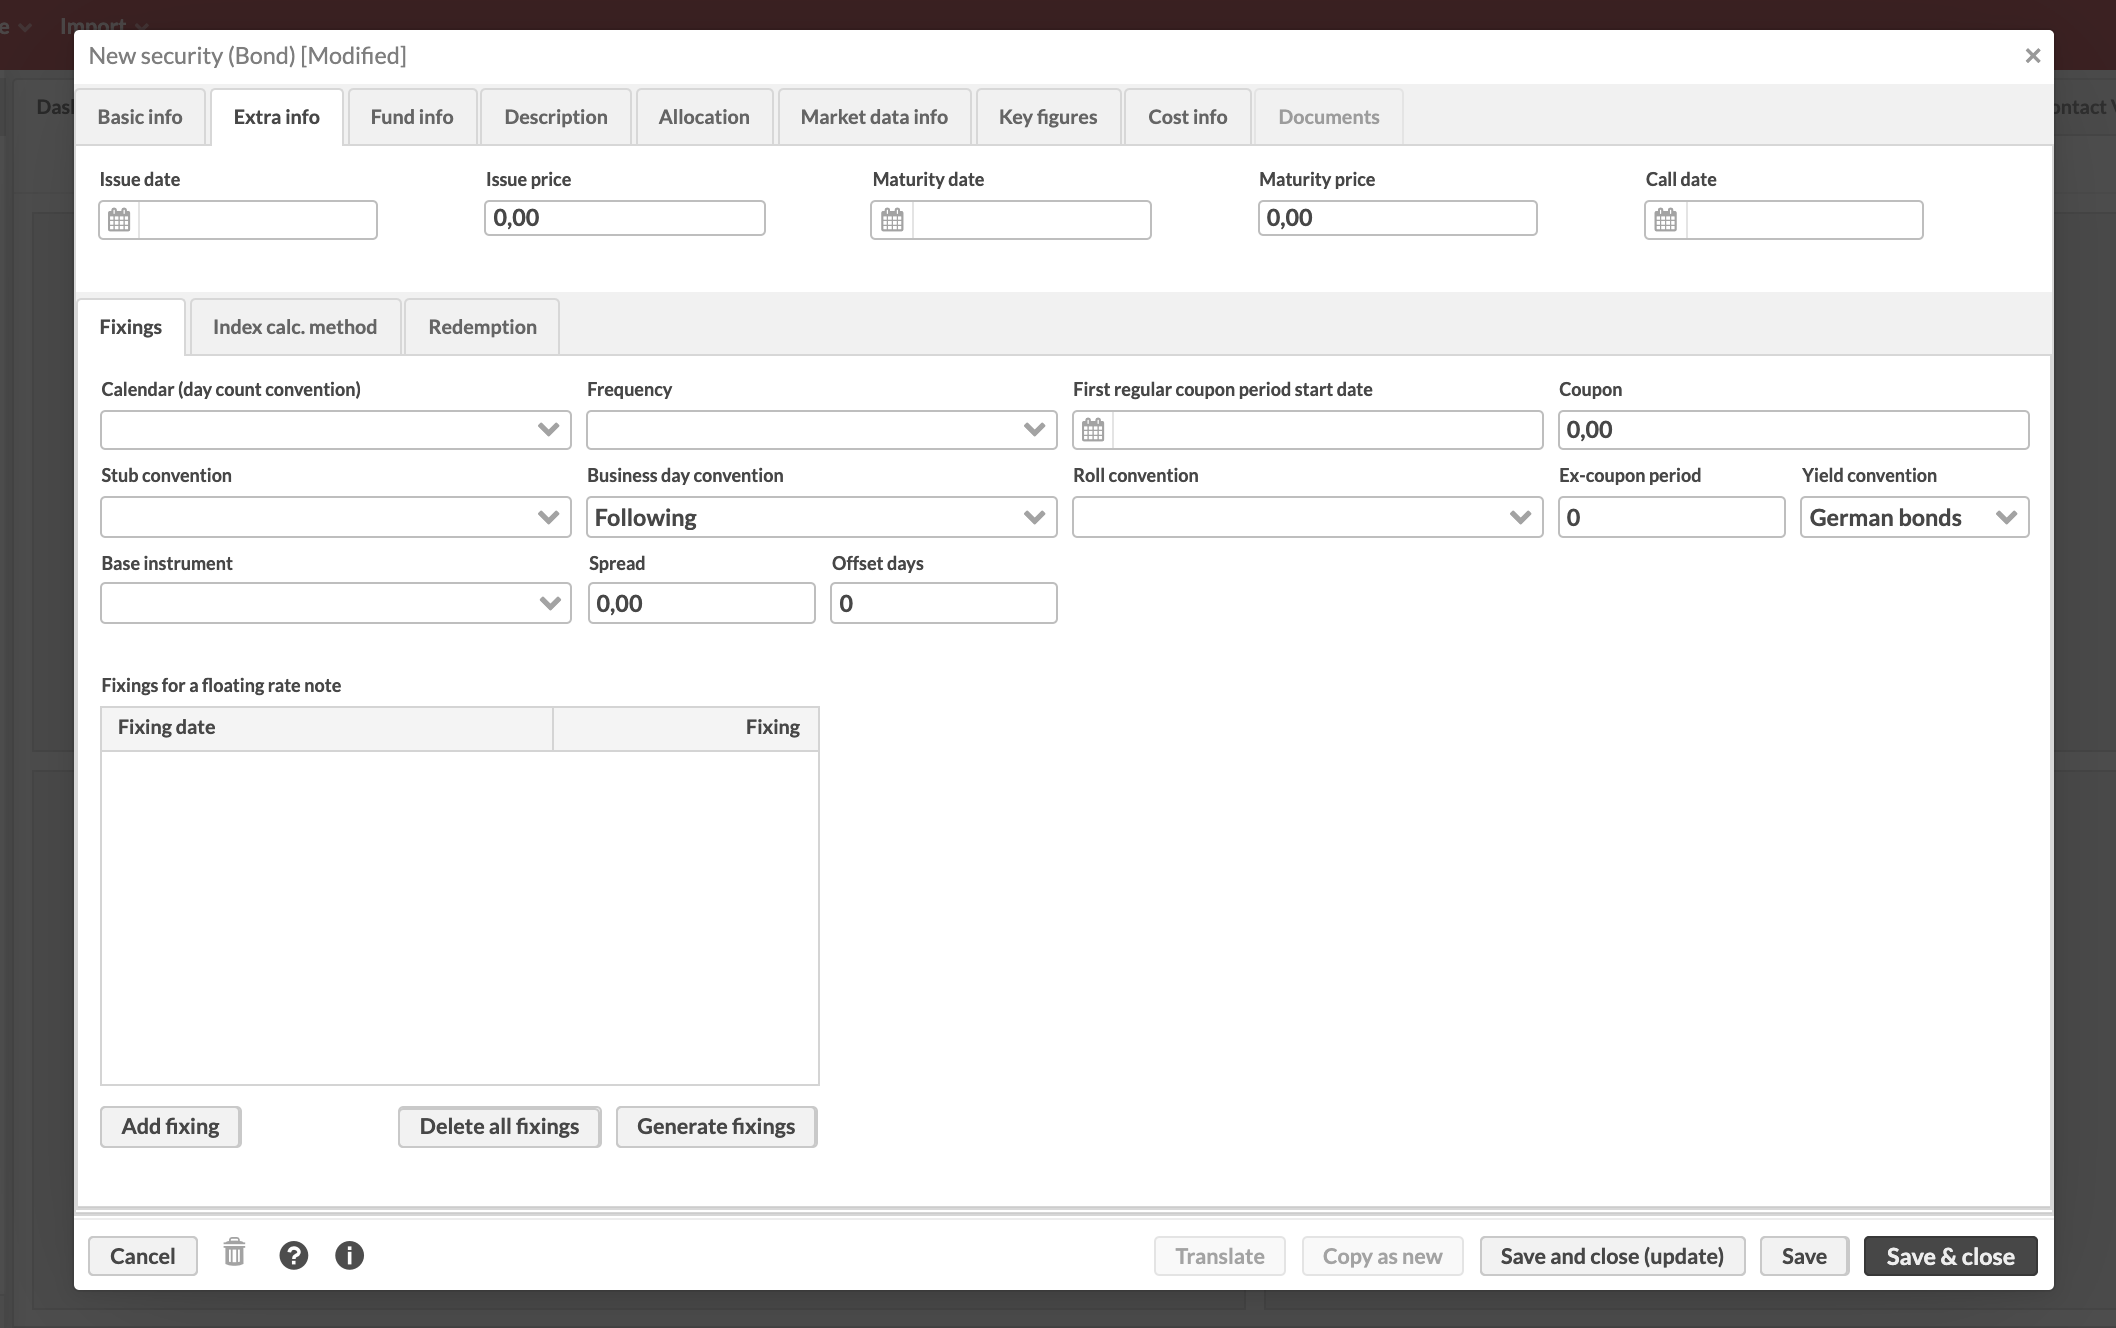 e Import
New security (Bond) [Modified]
Basic info Extra info Fund info Description Allocation Market data info Key figures Cost info Documents
Issue date Issue price Maturity date Maturity price Call date
0,00 0,00
Fixings Index calc. method Redemption
Calendar (day count convention) Frequency First regular coupon period start date Coupon
0,00
Stub convention Business day convention Roll convention Ex-coupon period Yield convention
Following 0 German bonds
Base instrument Spread Offset days
0,00 0
Fixings for a floating rate note
Fixing date Fixing
Add fixing Delete all fixings Generate fixings
Cancel Translate Copy as new Save and close (update) Save Save & close